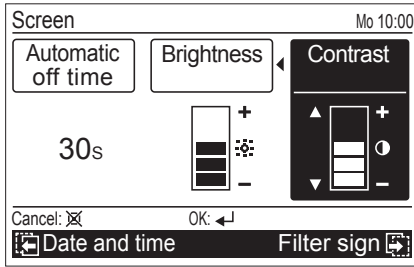 Screen Mo 10:00
Automatic off time
Brightness
Contrast
30s
+
−
+
−
Cancel: OK:
Date and time Filter sign